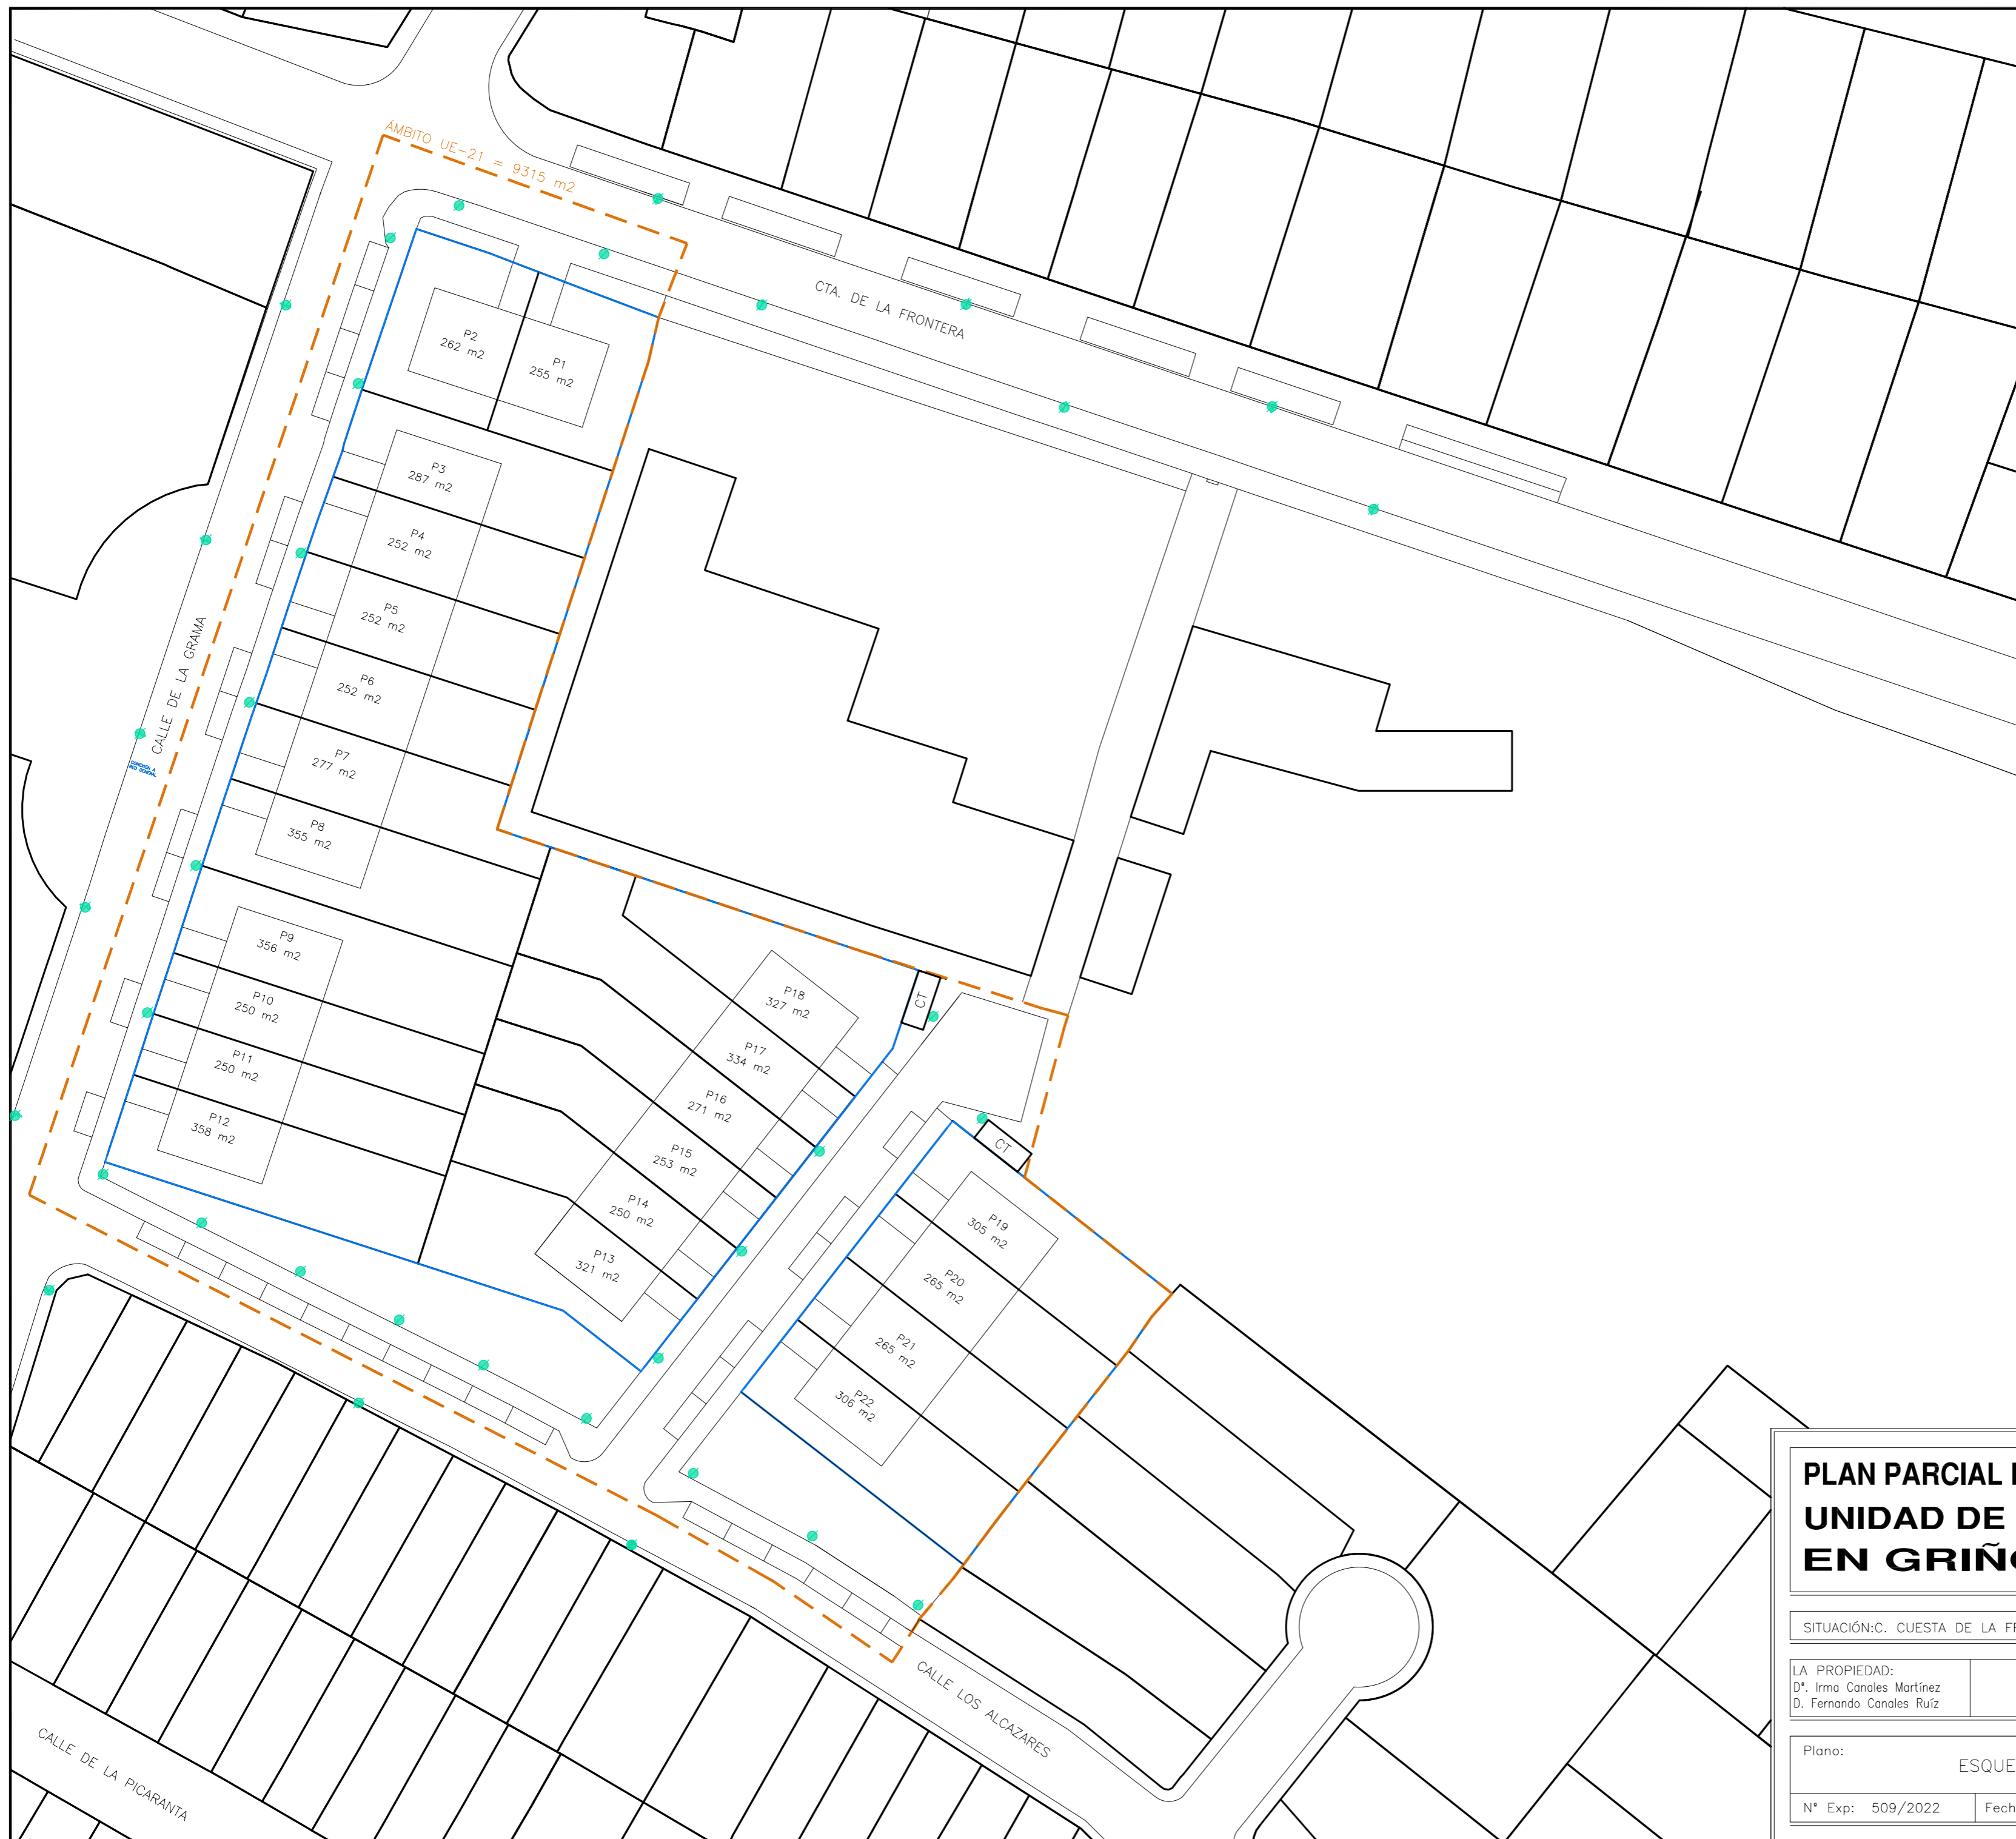 ÁMBITO UE-21 = 9315 m2
CTA. DE LA FRONTERA
P2
262 m2
P1
255 m2
P3
287 m2
P4
252 m2
P5
252 m2
P6
252 m2
P7
277 m2
P8
355 m2
CALLE DE LA GRAMA
CONEXIÓN A
RED GENERAL
P9
356 m2
P10
250 m2
P11
250 m2
P12
358 m2
P18
327 m2
P17
334 m2
P16
271 m2
P15
253 m2
P14
250 m2
P13
321 m2
CT
CT
P19
305 m2
P20
265 m2
P21
265 m2
P22
306 m2
CALLE LOS ALCAZARES
CALLE DE LA PICARANTA
PLAN PARCIAL
UNIDAD DE
EN GRIÑ
SITUACIÓN:C. CUESTA DE LA
LA PROPIEDAD:
Dª. Irma Canales Martínez
D. Fernando Canales Ruíz
Plano:
ESQUE
Nº Exp: 509/2022
Fech